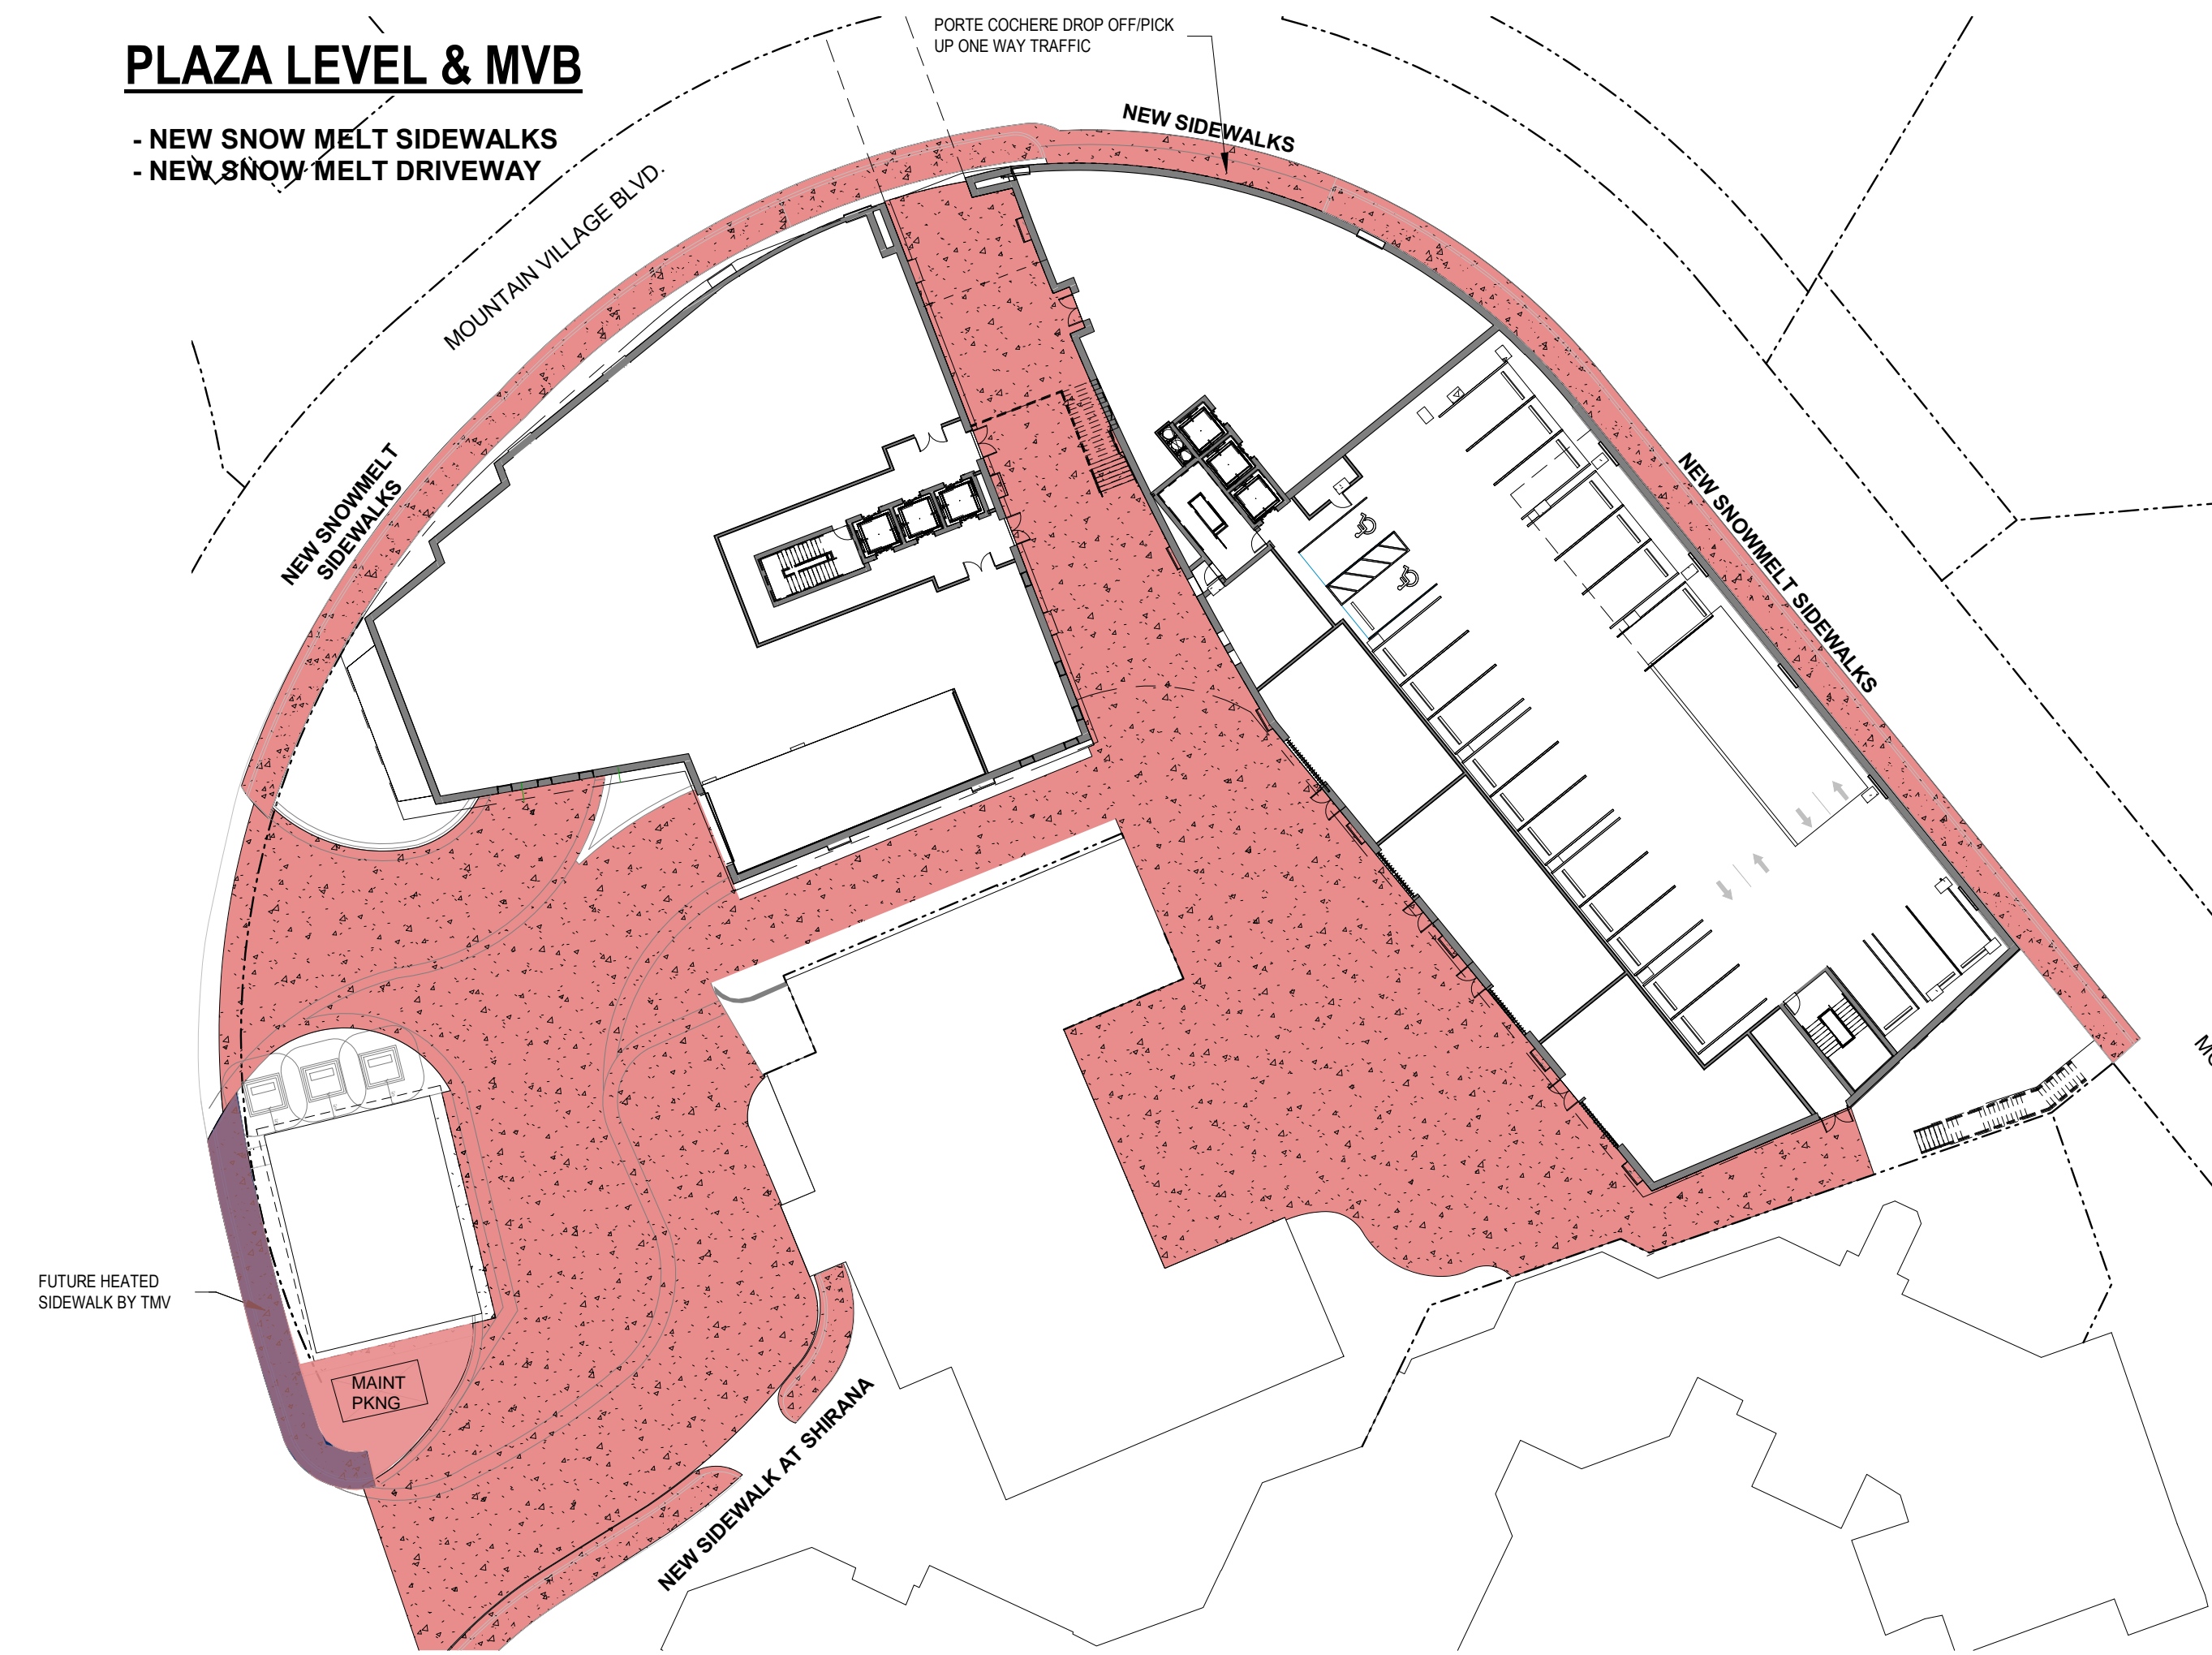 PLAZA LEVEL & MVB
- NEW SNOW MELT SIDEWALKS
- NEW SNOW MELT DRIVEWAY
PORTE COCHERE DROP OFF/PICK
UP ONE WAY TRAFFIC
NEW SIDEWALKS
MOUNTAIN VILLAGE BLVD.
NEW SNOWMELT
SIDEWALKS
NEW SNOWMELT SIDEWALKS
FUTURE HEATED
SIDEWALK BY TMV
MAINT
PKNG
NEW SIDEWALK AT SHIRANA